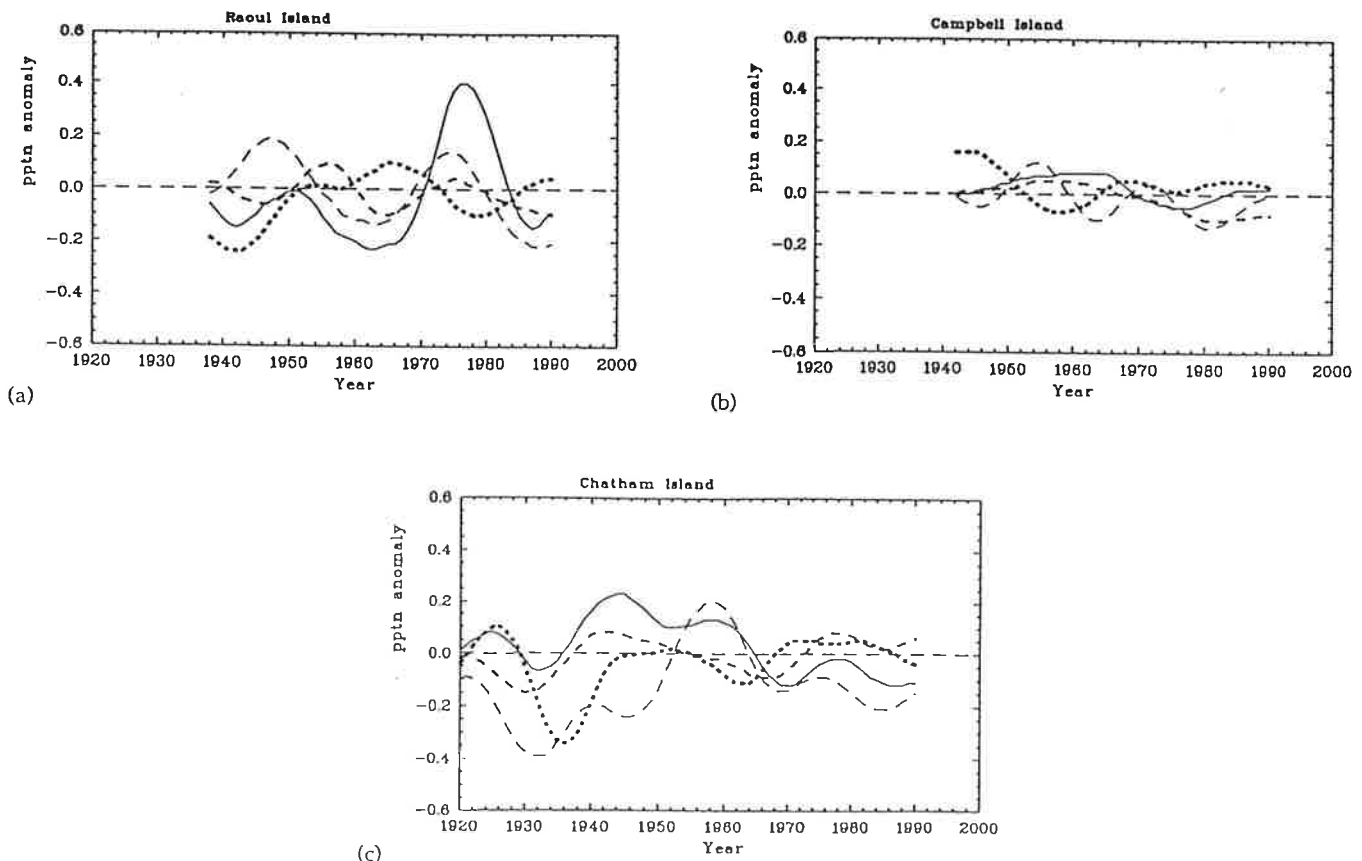 Raoul Island
pptn anomaly
0.6
0.4
0.2
0.0
-0.2
-0.4
-0.6
1920 1930 1940 1950 1960 1970 1980 1990 2000
Year
(a)
Campbell Island
pptn anomaly
0.6
0.4
0.2
0.0
-0.2
-0.4
-0.6
1920 1930 1940 1950 1960 1970 1980 1990 2000
Year
(b)
Chatham Island
pptn anomaly
0.6
0.4
0.2
0.0
-0.2
-0.4
-0.6
1920 1930 1940 1950 1960 1970 1980 1990 2000
Year
(c)